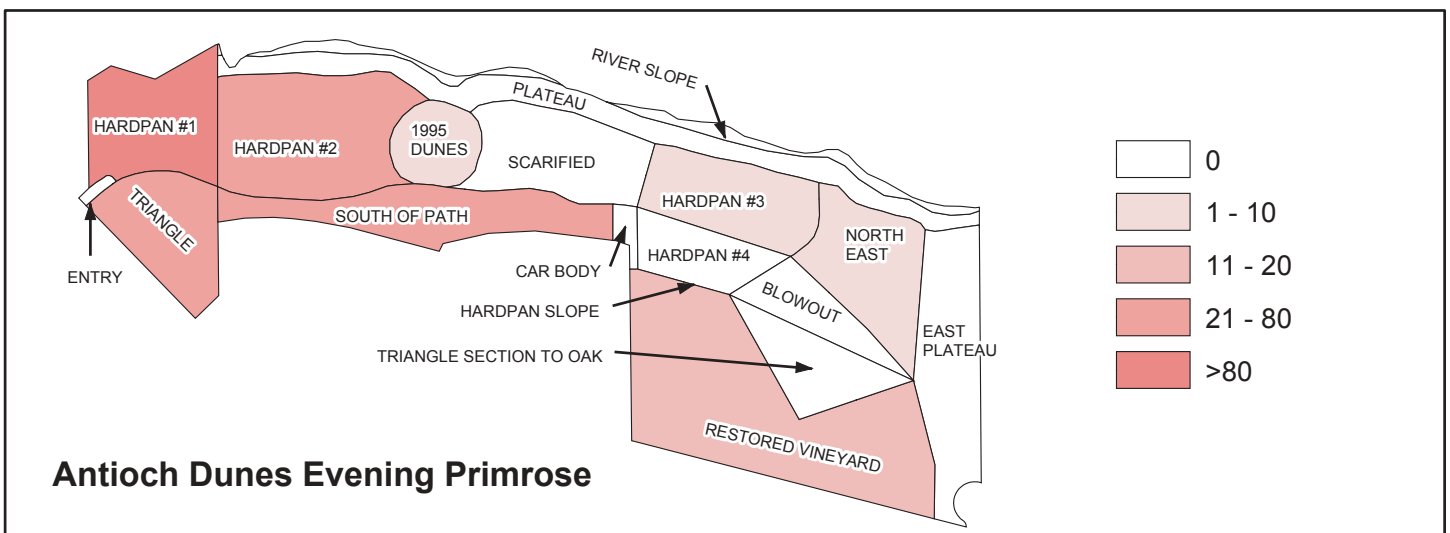 RIVER SLOPE
PLATEAU
HARDPAN #1
1995
DUNES
HARDPAN #2
SCARIFIED
TRIANGLE
HARDPAN #3
SOUTH OF PATH
NORTH
EAST
HARDPAN #4
CAR BODY
ENTRY
BLOWOUT
HARDPAN SLOPE
EAST
PLATEAU
TRIANGLE SECTION TO OAK
RESTORED VINEYARD
Antioch Dunes Evening Primrose
0
1 - 10
11 - 20
21 - 80
>80